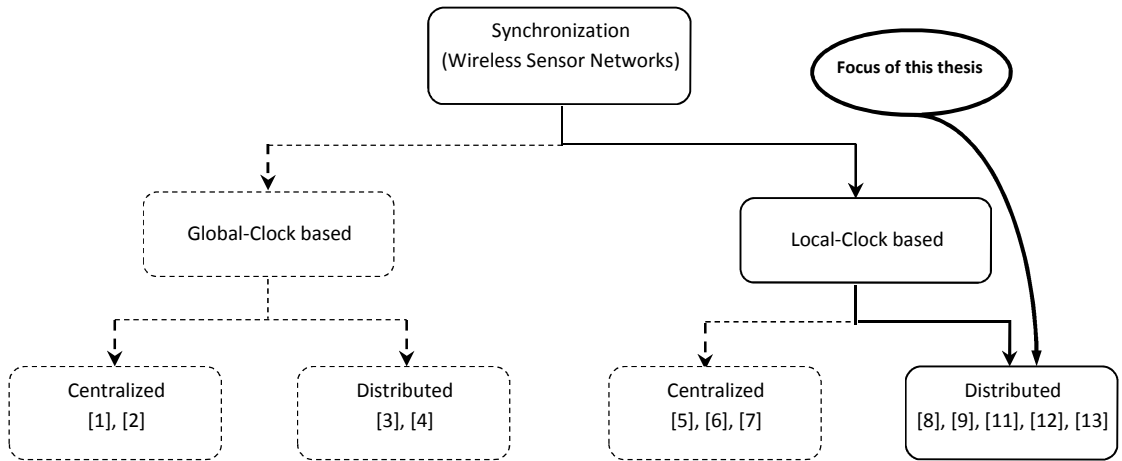 Synchronization
(Wireless Sensor Networks)
Focus of this thesis
Global-Clock based
Local-Clock based
Centralized
[1], [2]
Distributed
[3], [4]
Centralized
[5], [6], [7]
Distributed
[8], [9], [11], [12], [13]